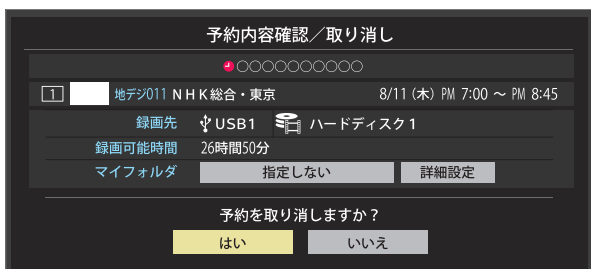 予約内容確認／取り消し
○○○○○○○○○○
1 地デジ011 ＮＨＫ総合・東京 8/11 (木) PM 7:00 ～ PM 8:45
録画先 USB1 ハードディスク1
録画可能時間 26時間50分
マイフォルダ 指定しない 詳細設定
予約を取り消しますか？
はい いいえ